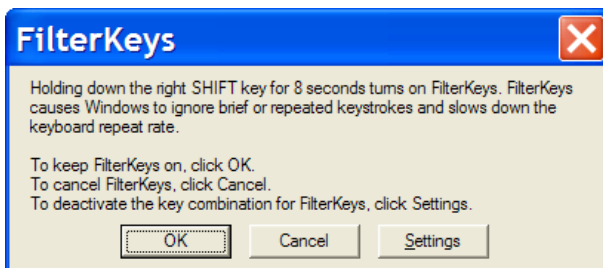 FilterKeys
Holding down the right SHIFT key for 8 seconds turns on FilterKeys. FilterKeys
causes Windows to ignore brief or repeated keystrokes and slows down the
keyboard repeat rate.
To keep FilterKeys on, click OK.
To cancel FilterKeys, click Cancel.
To deactivate the key combination for FilterKeys, click Settings.
OK Cancel Settings